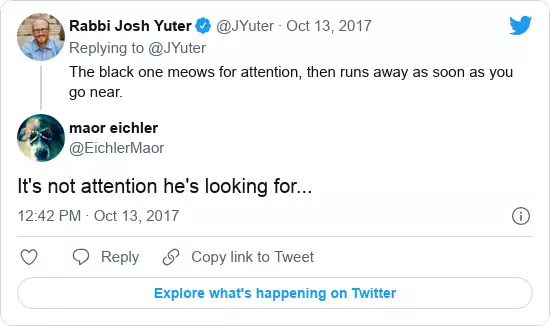 Rabbi Josh Yuter @JYuter · Oct 13, 2017
Replying to @JYuter
The black one meows for attention, then runs away as soon as you
go near.
maor eichler
@EichlerMaor
It's not attention he's looking for...
12:42 PM · Oct 13, 2017
Reply Copy link to Tweet
Explore what's happening on Twitter